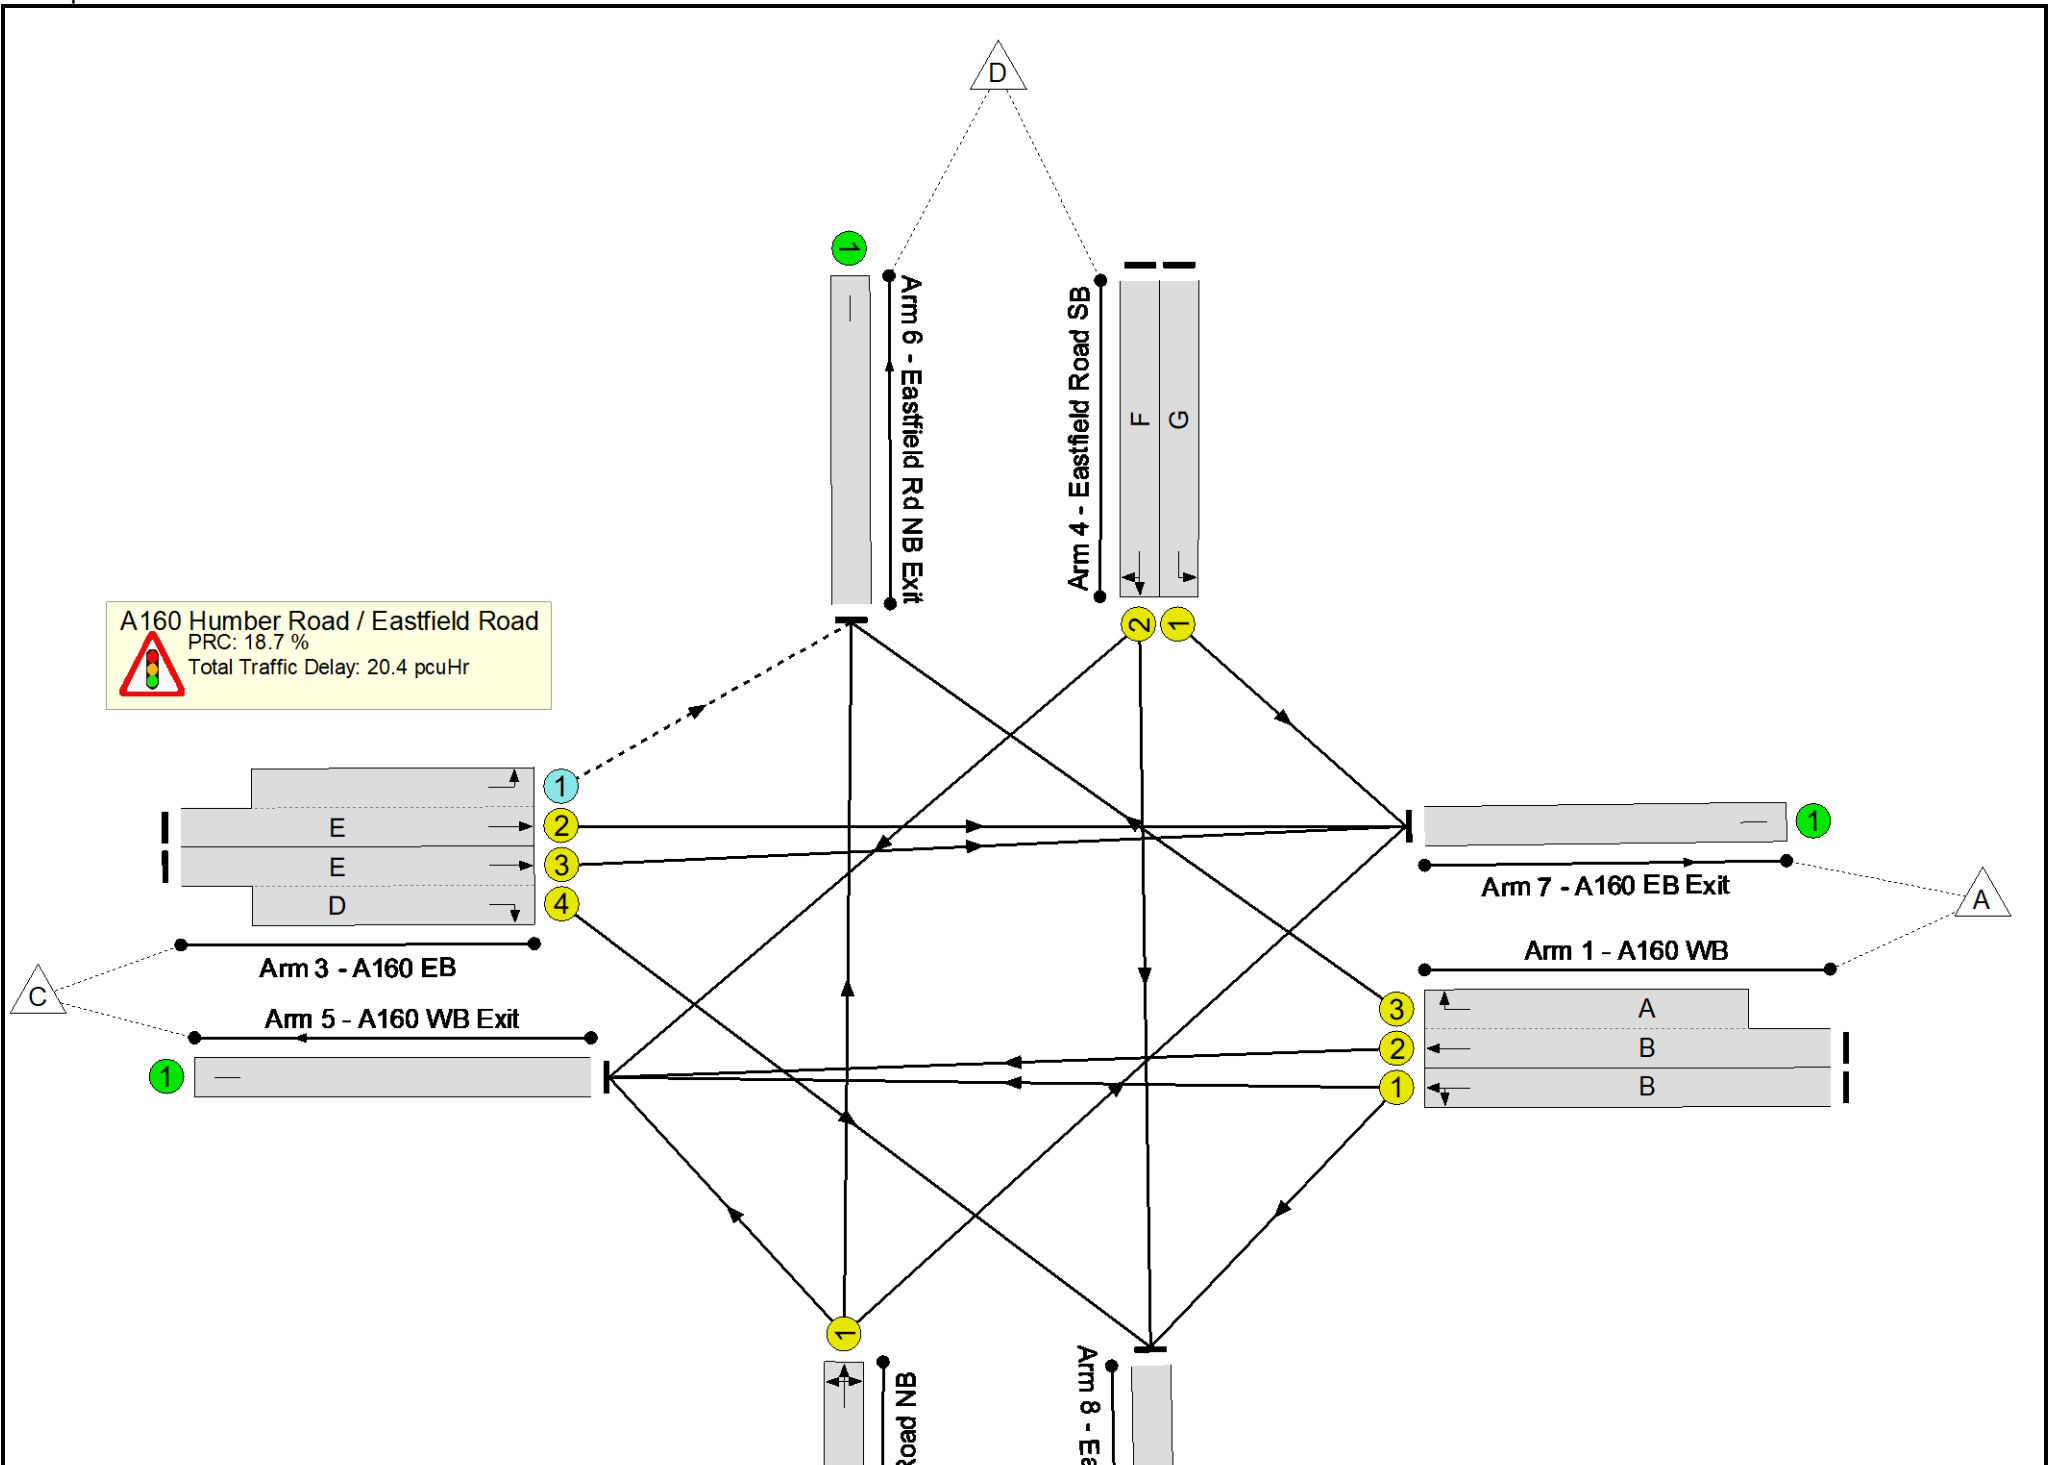 D
1
Arm 6 - Eastfield Rd NB Exit
Arm 4 - Eastfield Road SB
F
G
2
1
A160 Humber Road / Eastfield Road
PRC: 18.7 %
Total Traffic Delay: 20.4 pcuHr
1
E
2
E
3
D
4
Arm 3 - A160 EB
C
Arm 5 - A160 WB Exit
1
1
Arm 7 - A160 EB Exit
A
Arm 1 - A160 WB
3
A
2
B
1
B
1
Road NB
Arm 8 - Ea